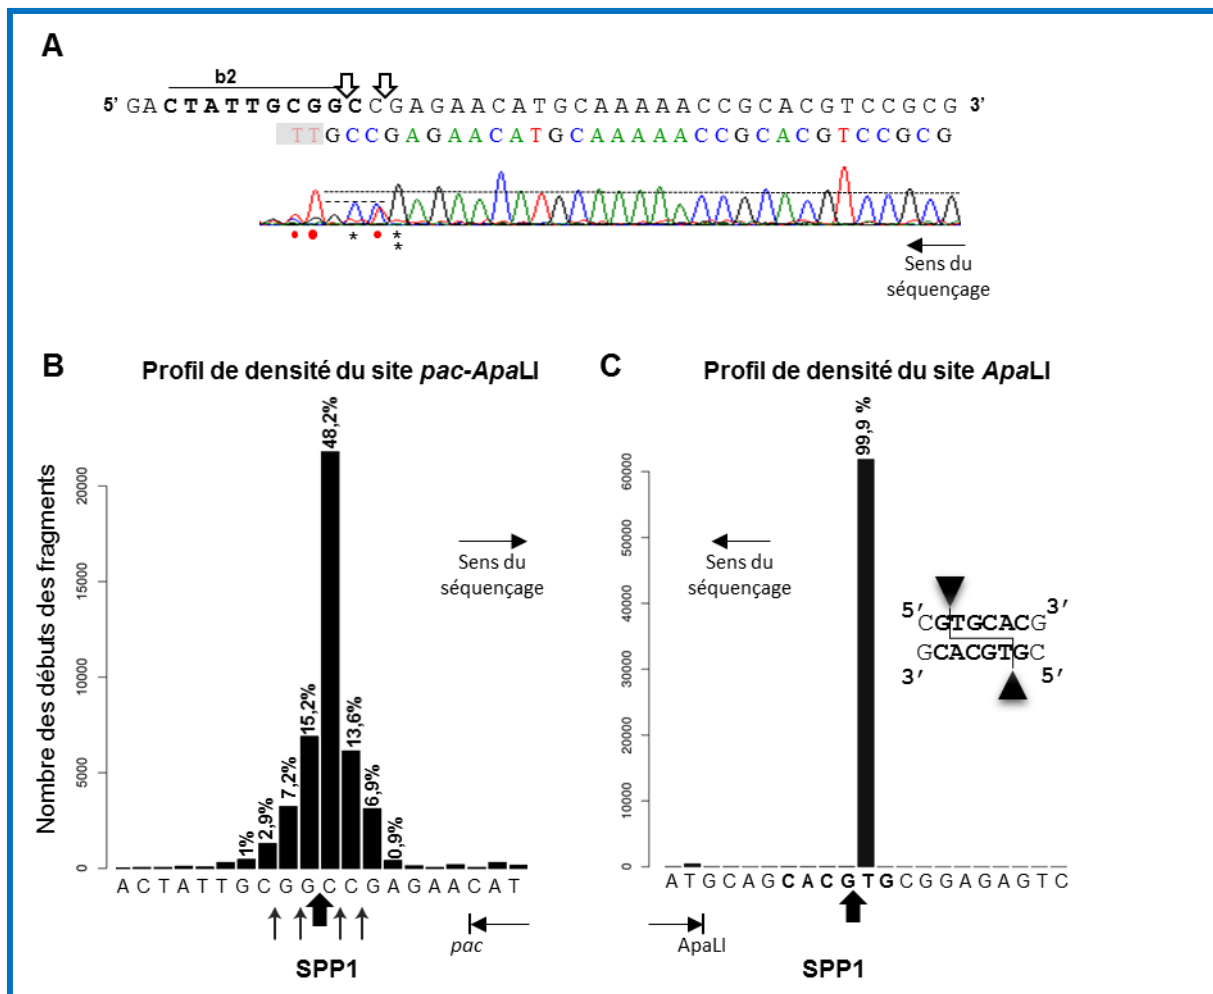 A
b2
5' GACTATTGCGGCCGAGAACATGCAAAAACCGCACGTCCGCG 3'
TTGCCGAGAACATGCAAAAACCGCACGTCCGCG
* *
*
Sens du
séquençage
B
Profil de densité du site pac-ApaLI
Nombre des débuts des fragments
20000
15000
10000
5000
0
1%
2,9%
7,2%
15,2%
48,2%
13,6%
6,9%
0,9%
Sens du
séquençage
A C T A T T G C G G C C G A G A A C A T
pac
SPP1
C
Profil de densité du site ApaLI
60000
50000
40000
30000
20000
10000
0
99,9 %
Sens du
séquençage
5' CGTGCACG 3'
3' GCACGTGC 5'
A T G C A G C A C G T G C G G A G A G T C
ApaLI
SPP1